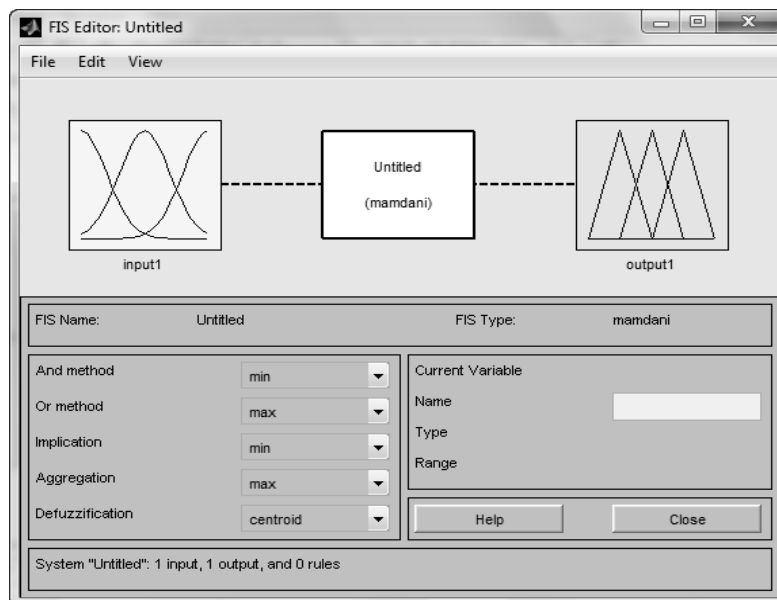 FIS Editor: Untitled
File Edit View
Untitled
(mamdani)
input1
output1
FIS Name: Untitled FIS Type: mamdani
And method min
Or method max
Implication min
Aggregation max
Defuzzification centroid
Current Variable
Name
Type
Range
Help Close
System "Untitled": 1 input, 1 output, and 0 rules